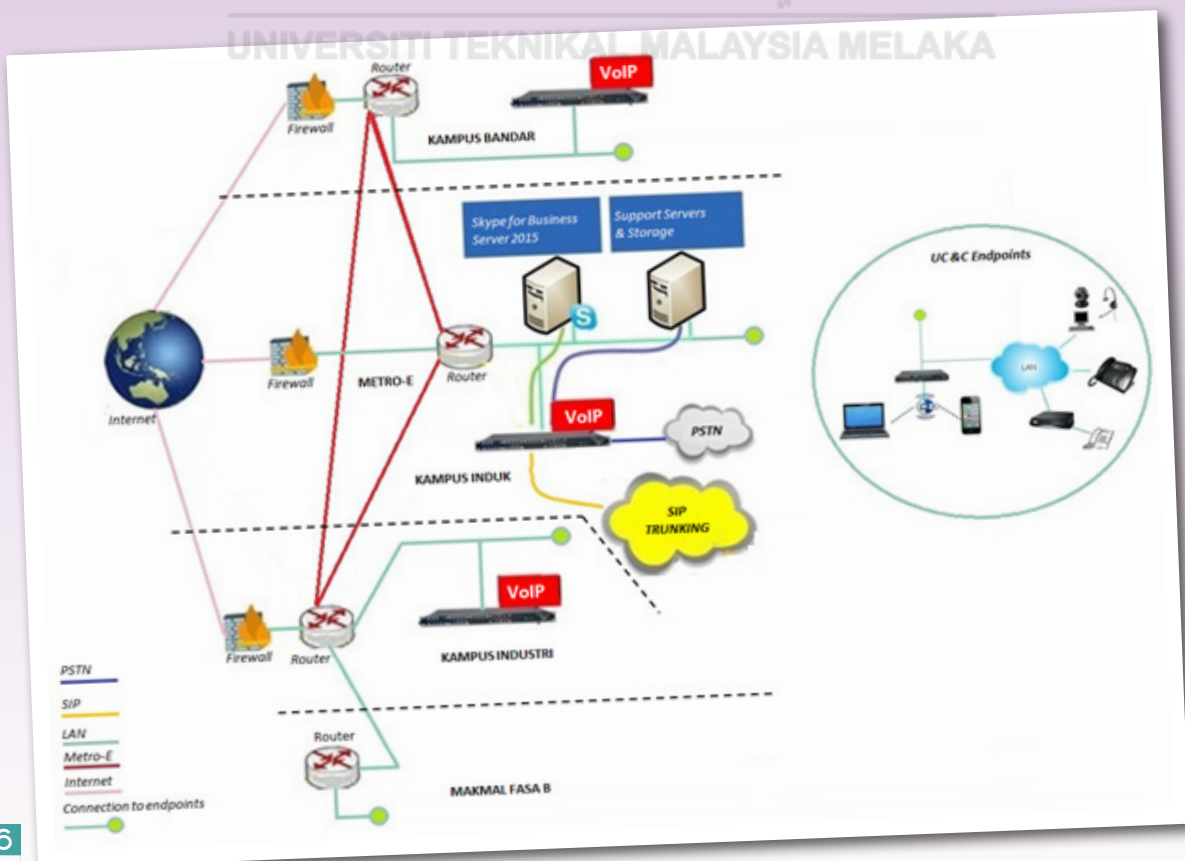 UNIVERSITI TEKNIKAL MALAYSIA MELAKA
Router
VoIP
Firewall
KAMPUS BANDAR
Skype for Business
Server 2015
Support Servers
& Storage
UC &C Endpoints
S
Internet
Firewall
METRO-E
Router
LAN
VoIP
PSTN
KAMPUS INDUK
SIP
TRUNKING
VoIP
Firewall
Router
KAMPUS INDUSTRI
PSTN
SIP
LAN
Metro-E
Internet
Connection to endpoints
Router
MAKMAL FASA B
6